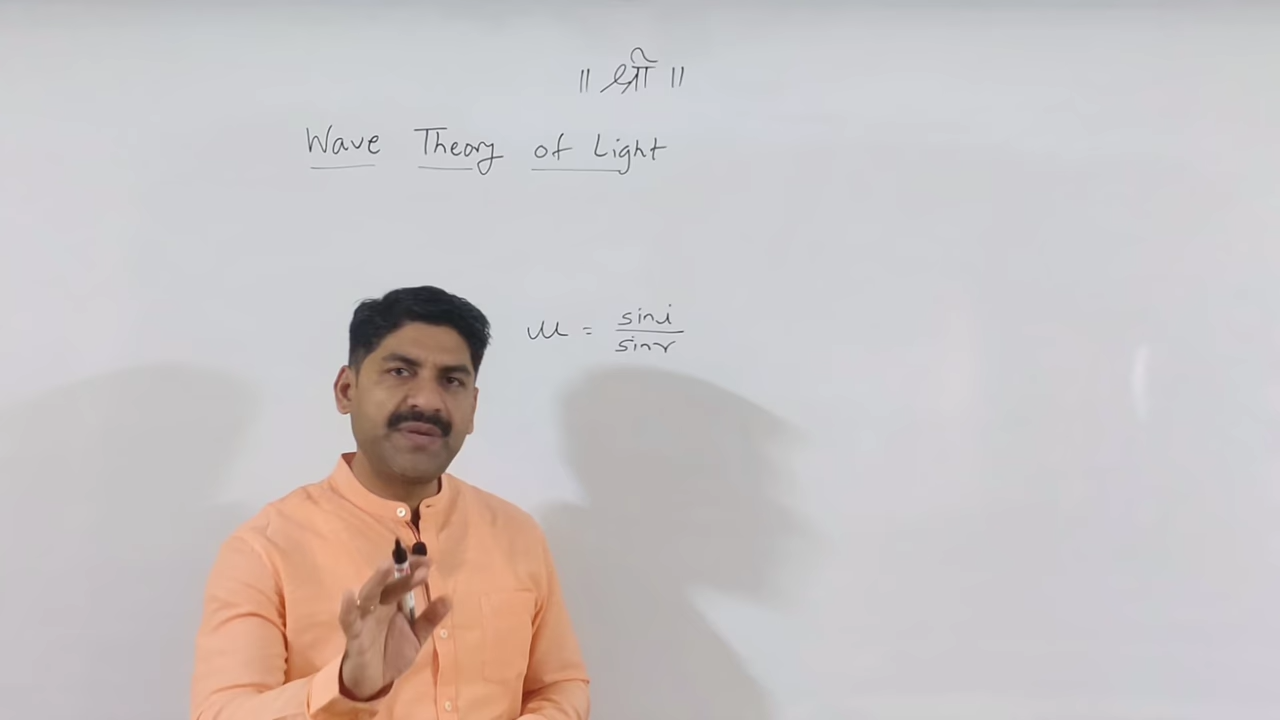 ॥ श्री ॥
Wave Theory of Light
μ = sini / sinr